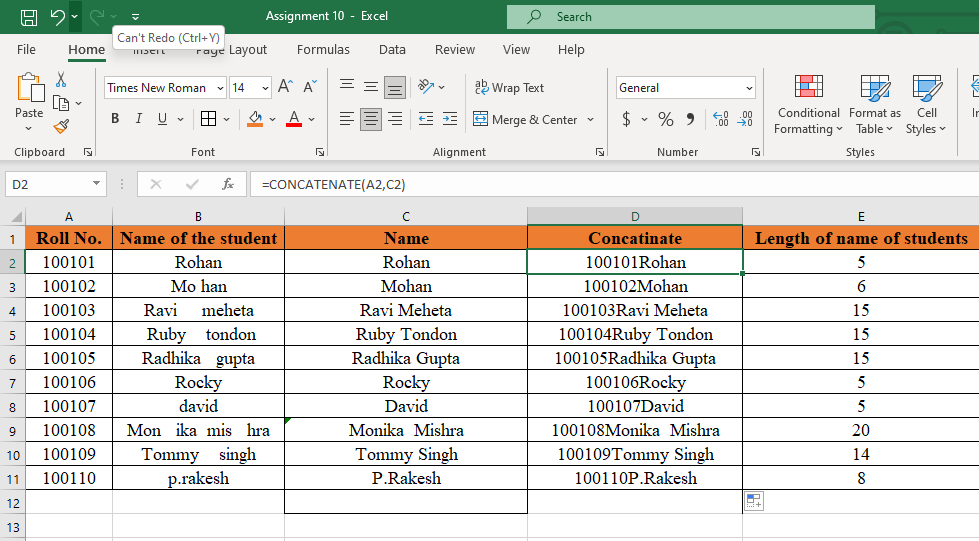 Assignment 10 - Excel
Search
Can't Redo (Ctrl+Y)
File Home Insert Page Layout Formulas Data Review View Help
Paste
Clipboard
Times New Roman 14 A A
B I U A
Font
ab Wrap Text
Merge & Center
Alignment
General
$ % 9 .00 .00
Number
Conditional Formatting
Format as Table
Cell Styles
Styles
D2 fx =CONCATENATE(A2,C2)
A B C D E
1 Roll No. Name of the student Name Concatinate Length of name of students
2 100101 Rohan Rohan 100101Rohan 5
3 100102 Mo han Mohan 100102Mohan 6
4 100103 Ravi meheta Ravi Meheta 100103Ravi Meheta 15
5 100104 Ruby tondon Ruby Tondon 100104Ruby Tondon 15
6 100105 Radhika gupta Radhika Gupta 100105Radhika Gupta 15
7 100106 Rocky Rocky 100106Rocky 5
8 100107 david David 100107David 5
9 100108 Mon ika mis hra Monika Mishra 100108Monika Mishra 20
10 100109 Tommy singh Tommy Singh 100109Tommy Singh 14
11 100110 p.rakesh P.Rakesh 100110P.Rakesh 8
12
13